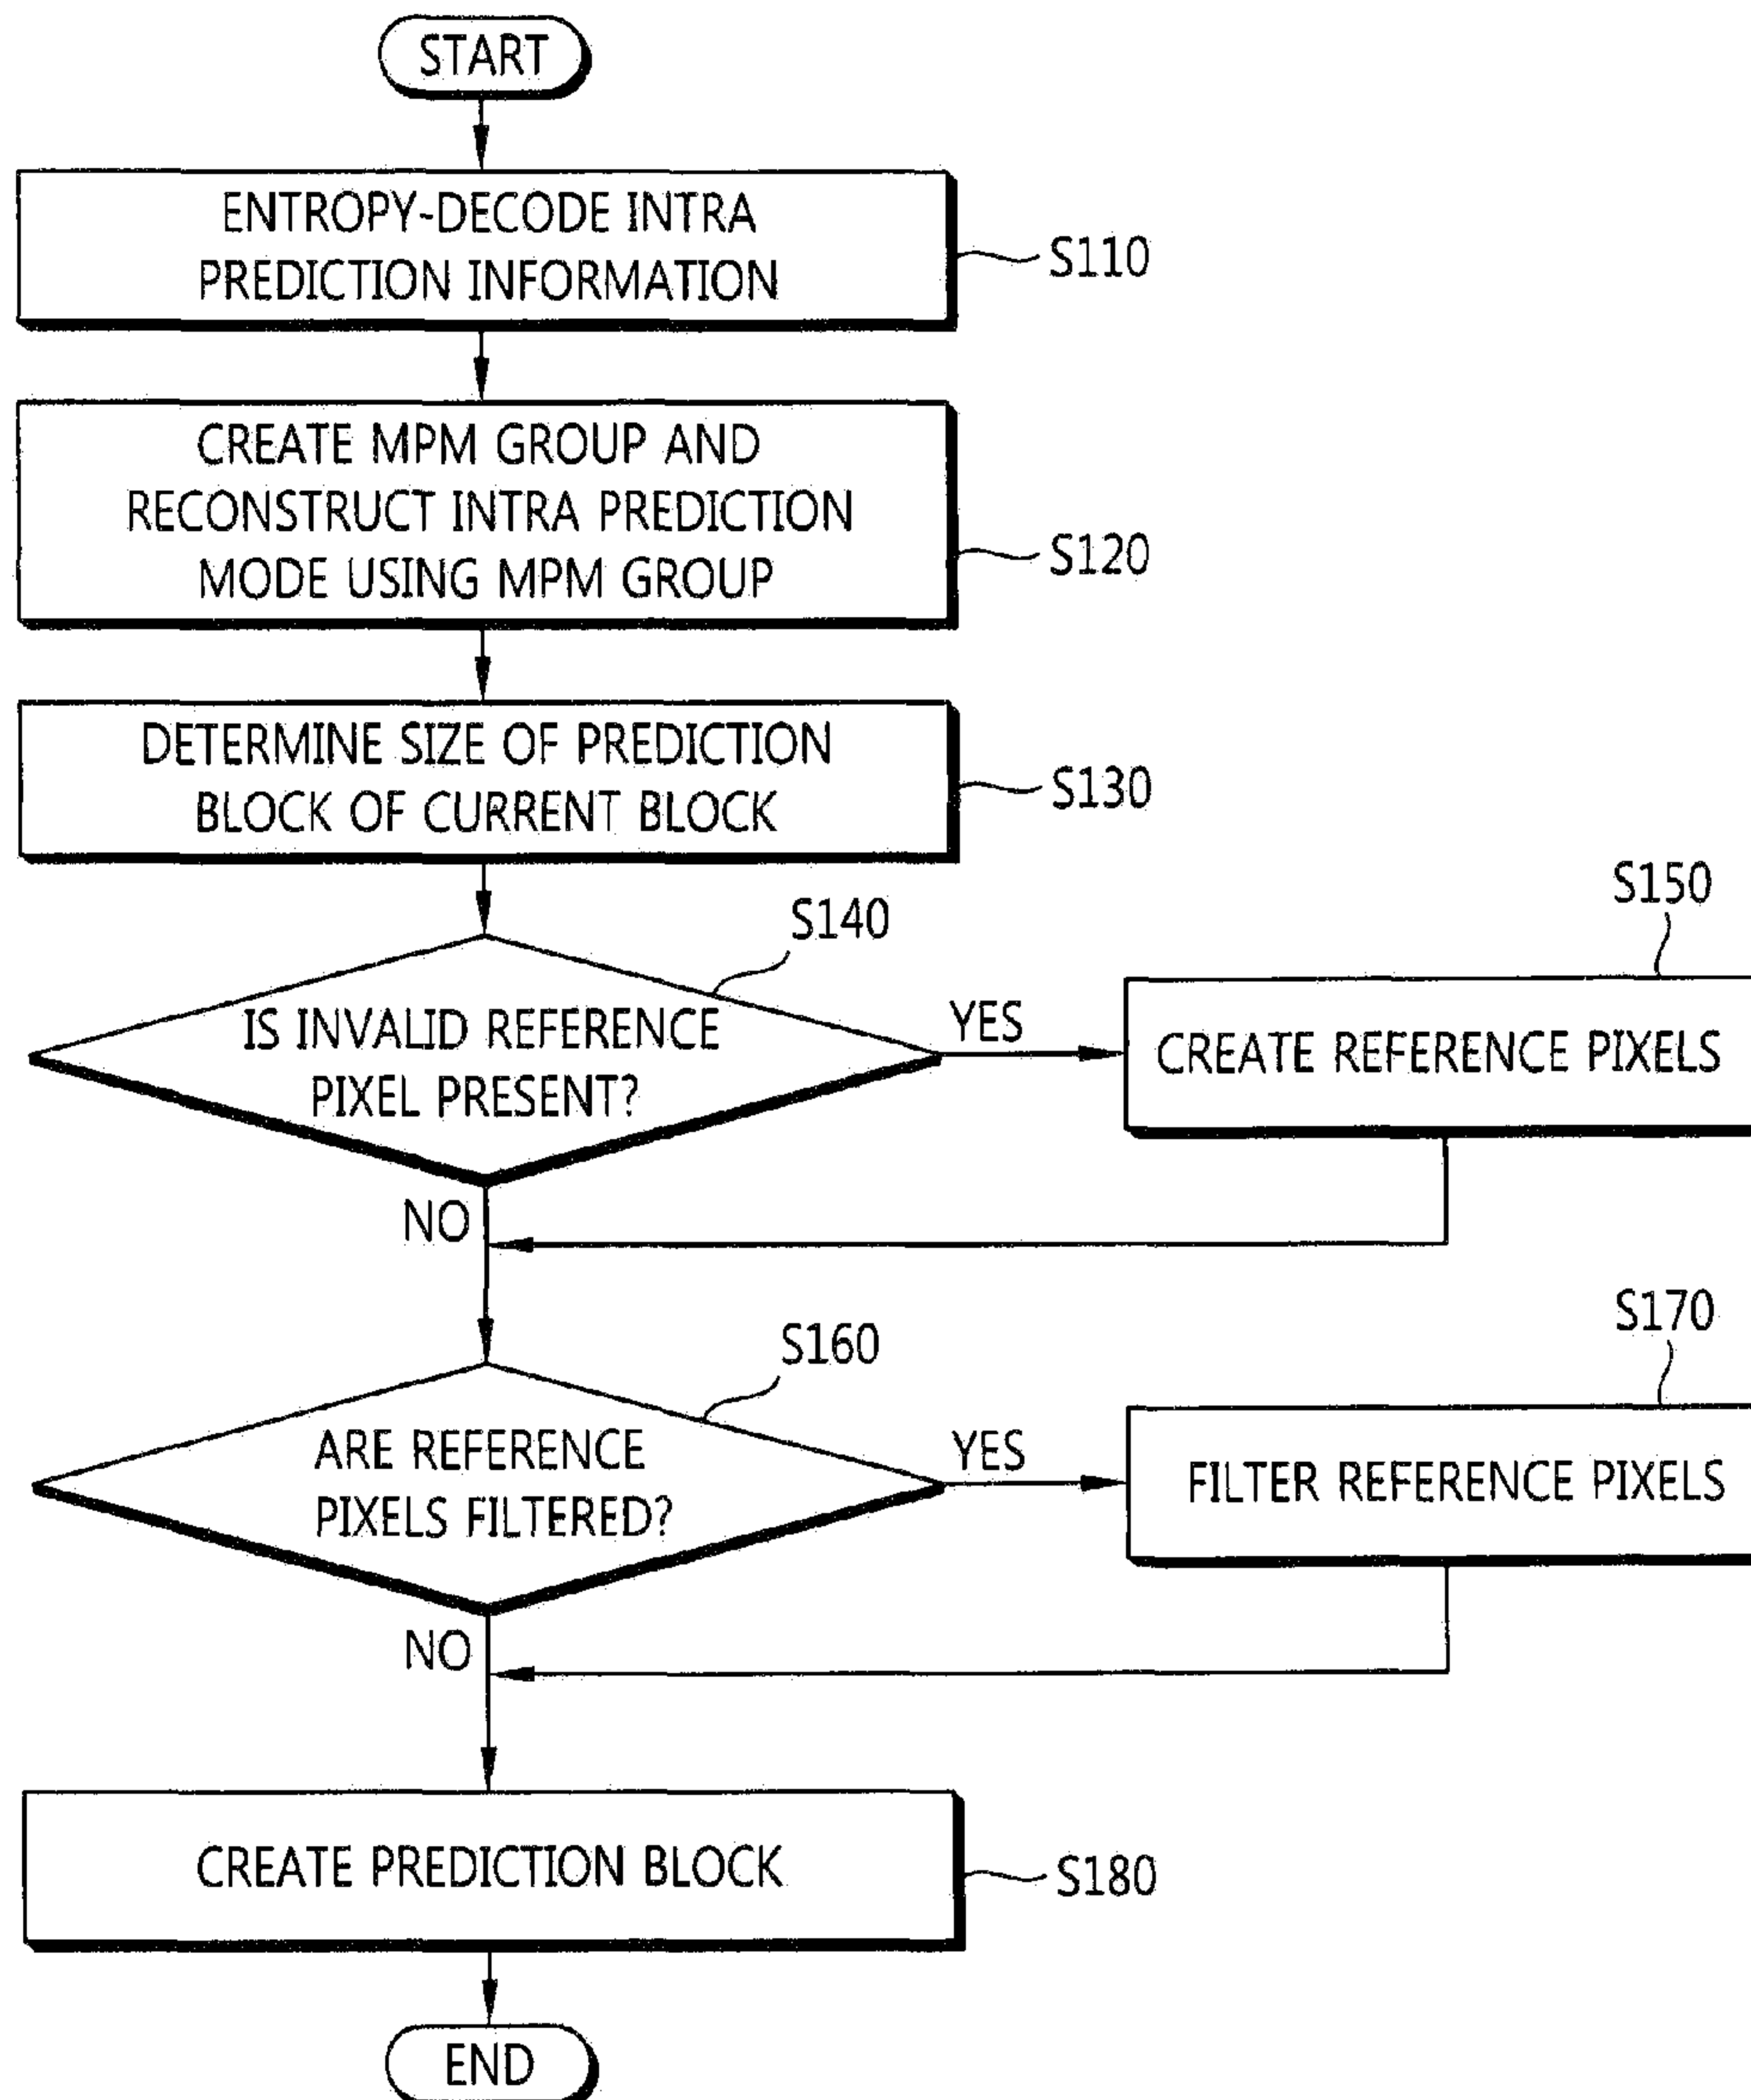 START
ENTROPY-DECODE INTRA
PREDICTION INFORMATION
S110
CREATE MPM GROUP AND
RECONSTRUCT INTRA PREDICTION
MODE USING MPM GROUP
S120
DETERMINE SIZE OF PREDICTION
BLOCK OF CURRENT BLOCK
S130
S140
IS INVALID REFERENCE
PIXEL PRESENT?
YES
S150
CREATE REFERENCE PIXELS
NO
S160
ARE REFERENCE
PIXELS FILTERED?
YES
S170
FILTER REFERENCE PIXELS
NO
CREATE PREDICTION BLOCK
S180
END